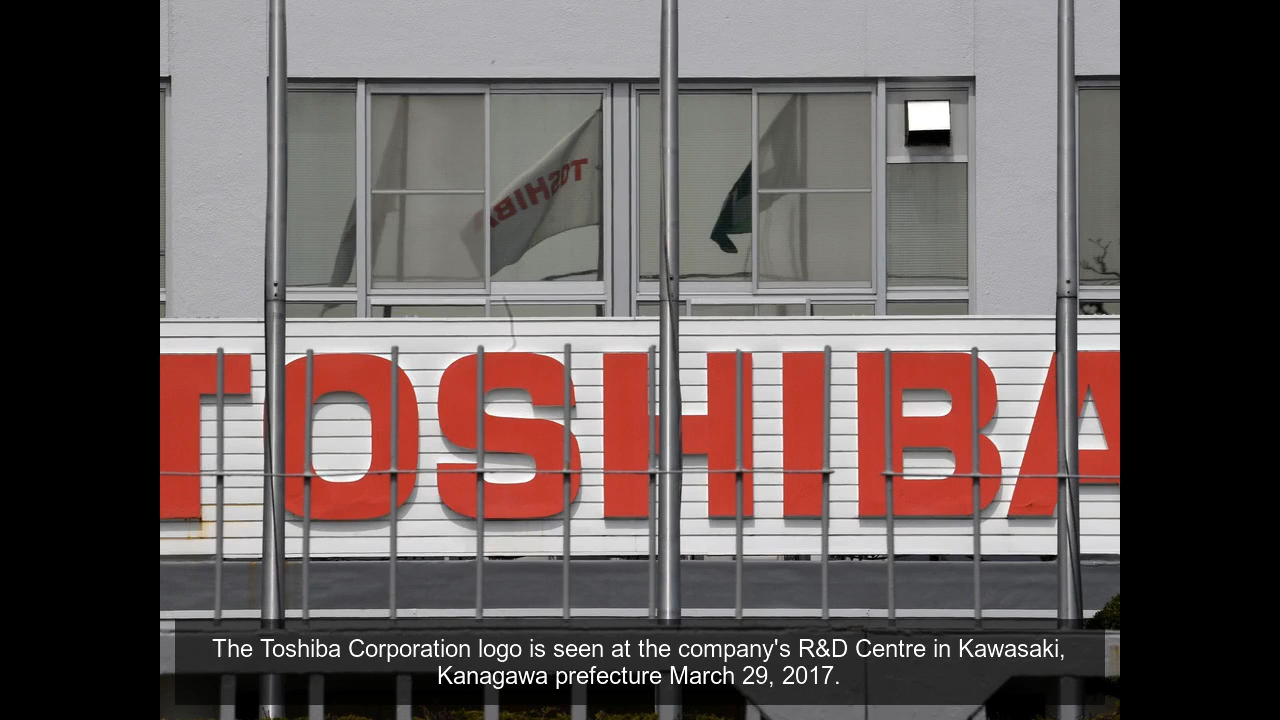 TOSHIBA
TOSHIBA
The Toshiba Corporation logo is seen at the company's R&D Centre in Kawasaki,
Kanagawa prefecture March 29, 2017.